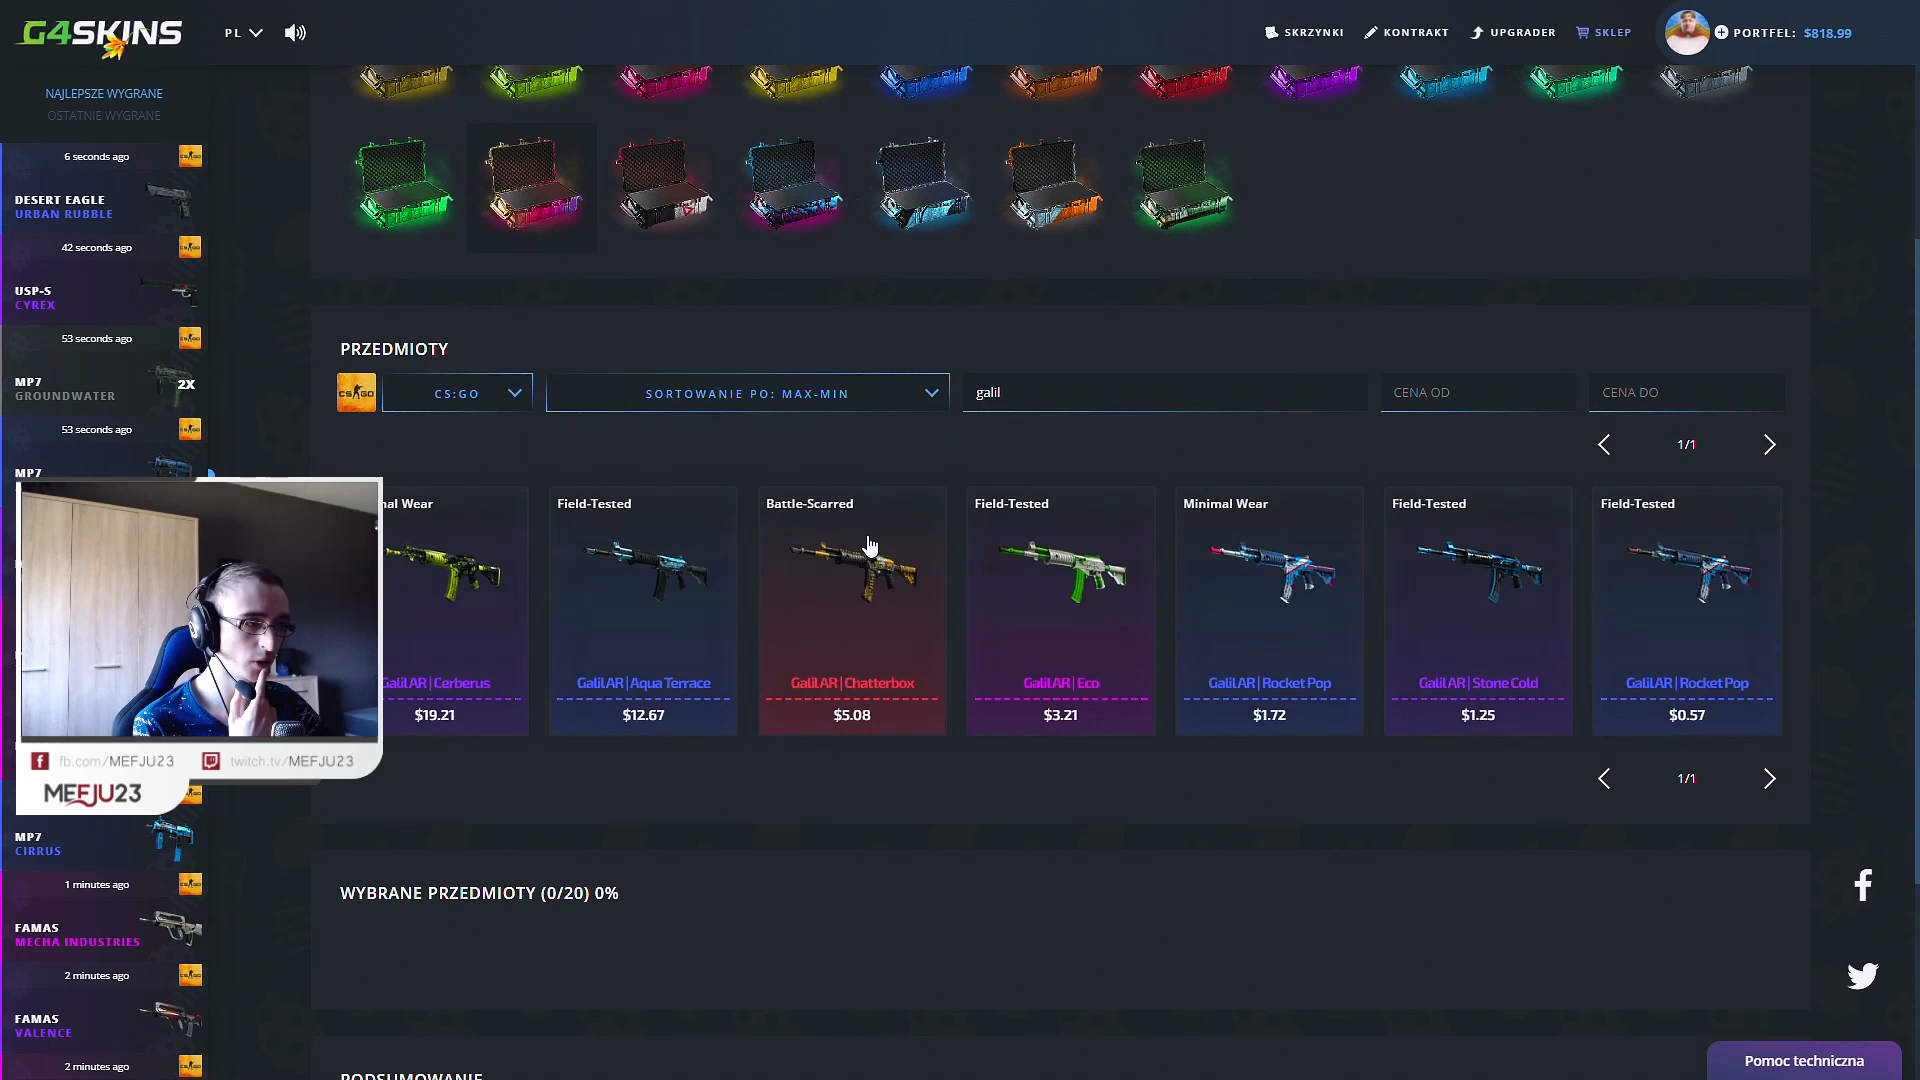 G4SKINS
PL
SKRZYNKI
KONTRAKT
UPGRADER
SKLEP
PORTFEL: $818.99
NAJLEPSZE WYGRANE
OSTATNIE WYGRANE
6 seconds ago
DESERT EAGLE
URBAN RUBBLE
42 seconds ago
USP-S
CYREX
53 seconds ago
MP7
GROUNDWATER
2X
53 seconds ago
MP7
PRZEDMIOTY
CS:GO
SORTOWANIE PO: MAX-MIN
galil
CENA OD
CENA DO
1/1
nal Wear
Galil AR | Cerberus
$19.21
Field-Tested
Galil AR | Aqua Terrace
$12.67
Battle-Scarred
Galil AR | Chatterbox
$5.08
Field-Tested
Galil AR | Eco
$3.21
Minimal Wear
Galil AR | Rocket Pop
$1.72
Field-Tested
Galil AR | Stone Cold
$1.25
Field-Tested
Galil AR | Rocket Pop
$0.57
1/1
fb.com/MEFJU23
twitch.tv/MEFJU23
MEFJU23
MP7
CIRRUS
1 minutes ago
FAMAS
MECHA INDUSTRIES
2 minutes ago
FAMAS
VALENCE
2 minutes ago
WYBRANE PRZEDMIOTY (0/20) 0%
PODSUMOWANIE
Pomoc techniczna